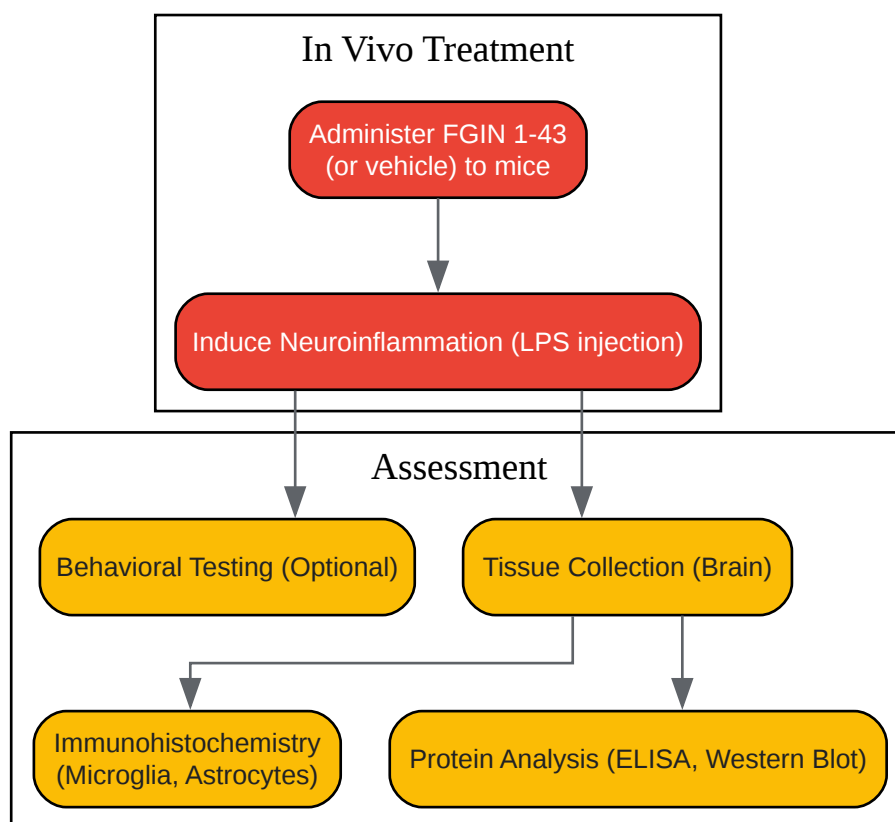 In Vivo Treatment
Administer FGIN 1-43
(or vehicle) to mice
Induce Neuroinflammation (LPS injection)
Assessment
Behavioral Testing (Optional)
Tissue Collection (Brain)
Immunohistochemistry
(Microglia, Astrocytes)
Protein Analysis (ELISA, Western Blot)